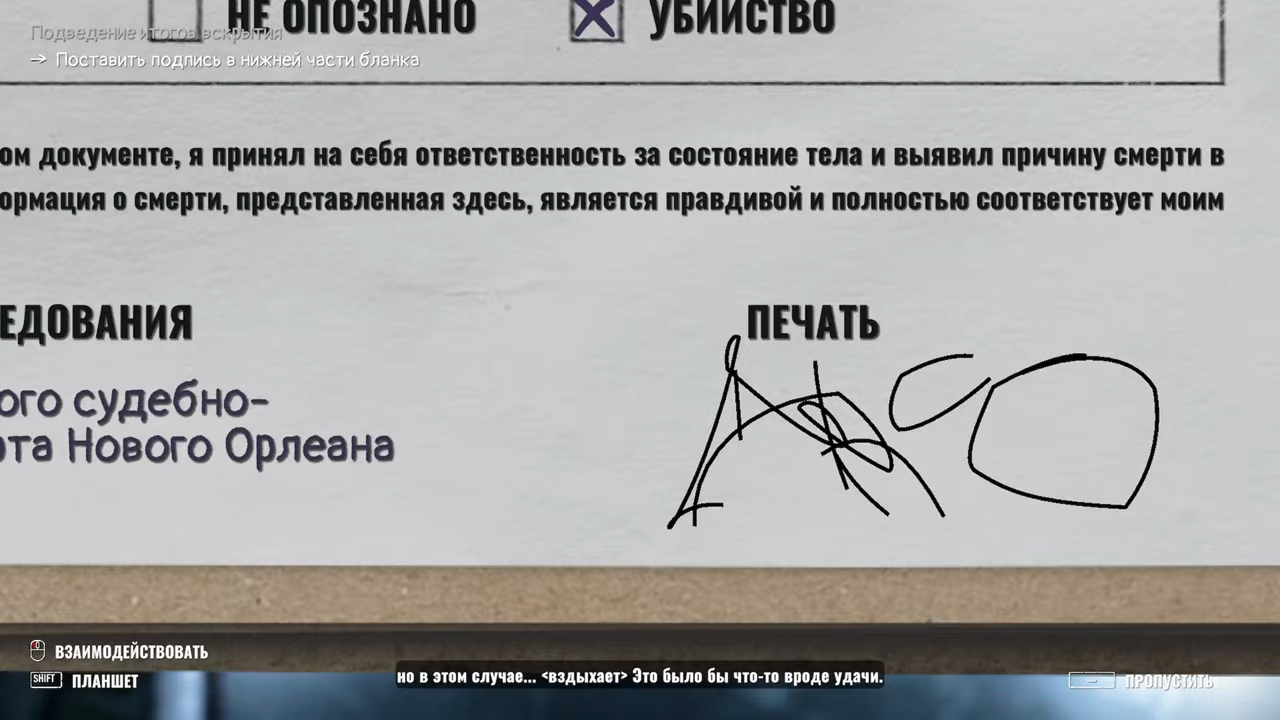 НЕ ОПОЗНАНО
УБИЙСТВО
Подведение итогов вскрытия
→ Поставить подпись в нижней части бланка
ом документе, я принял на себя ответственность за состояние тела и выявил причину смерти в
ормация о смерти, представленная здесь, является правдивой и полностью соответствует моим
ЕДОВАНИЯ
ПЕЧАТЬ
ого судебно-
та Нового Орлеана
ВЗАИМОДЕЙСТВОВАТЬ
SHIFT ПЛАНШЕТ
но в этом случае... <вздыхает> Это было бы что-то вроде удачи.
ПРОПУСТИТЬ